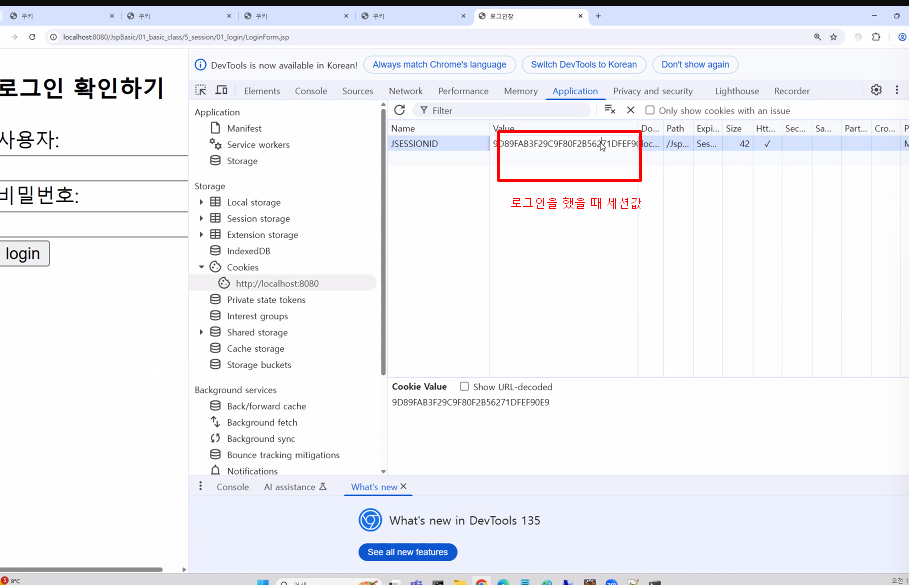 쿠키
쿠키
쿠키
쿠키
로그인창
localhost:8080/JspBasic/01_basic_class/5_session/01_login/LoginForm.jsp
로그인 확인하기
사용자:
비밀번호:
login
DevTools is now available in Korean!
Always match Chrome's language
Switch DevTools to Korean
Don't show again
Elements
Console
Sources
Network
Performance
Memory
Application
Privacy and security
Lighthouse
Recorder
Application
Manifest
Service workers
Storage
Storage
Local storage
Session storage
Extension storage
IndexedDB
Cookies
http://localhost:8080
Private state tokens
Interest groups
Shared storage
Cache storage
Storage buckets
Background services
Back/forward cache
Background fetch
Background sync
Bounce tracking mitigations
Notifications
Filter
Only show cookies with an issue
Name Value Do... Path Expi... Size Htt... Sec... Sa... Part... Cro... P
JSESSIONID 9D89FAB3F29C9F80F2B56271DFEF90 loc... /Jsp... Ses... 42 ✓ M
로그인을 했을 때 세션값
Cookie Value
Show URL-decoded
9D89FAB3F29C9F80F2B56271DFEF90E9
Console
AI assistance
What's new
What's new in DevTools 135
See all new features
9°C
검색
오전